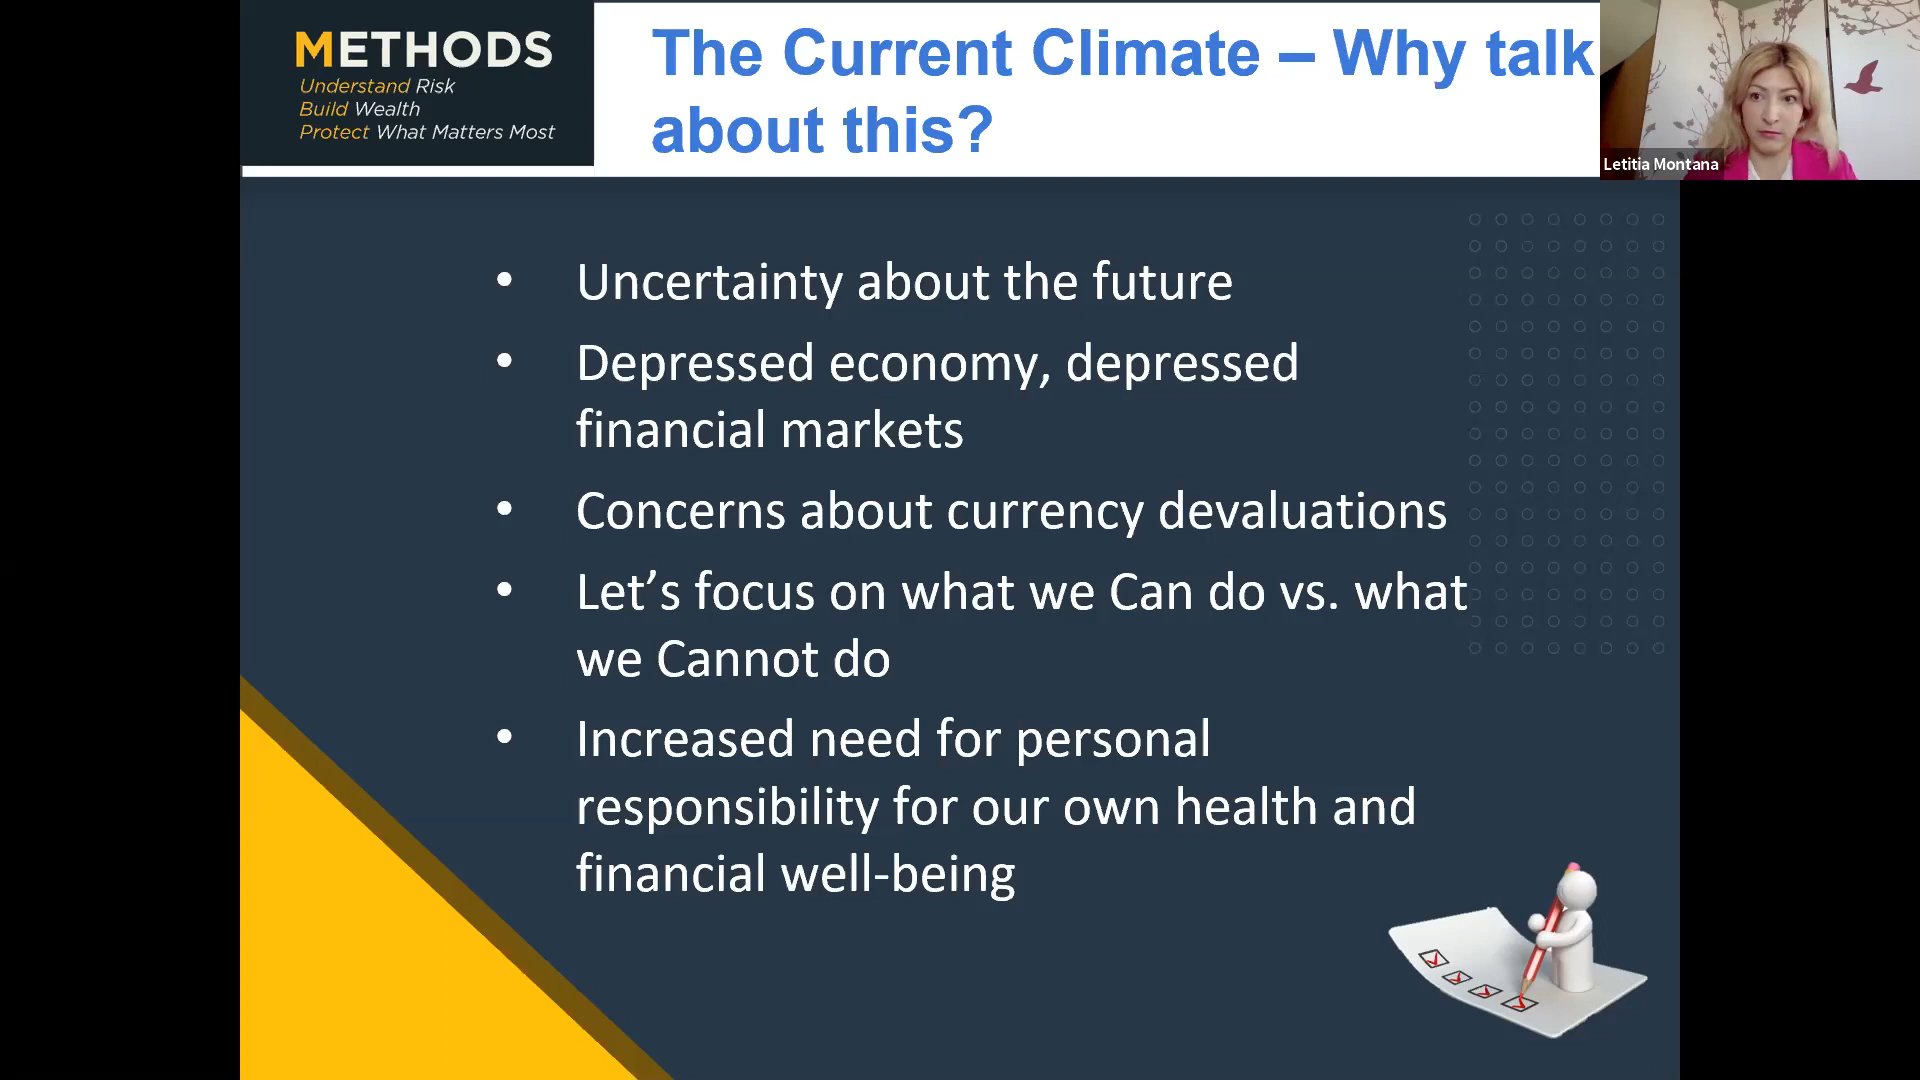 METHODS
Understand Risk
Build Wealth
Protect What Matters Most
The Current Climate – Why talk
about this?
Letitia Montana
• Uncertainty about the future
• Depressed economy, depressed
financial markets
• Concerns about currency devaluations
• Let’s focus on what we Can do vs. what
we Cannot do
• Increased need for personal
responsibility for our own health and
financial well-being